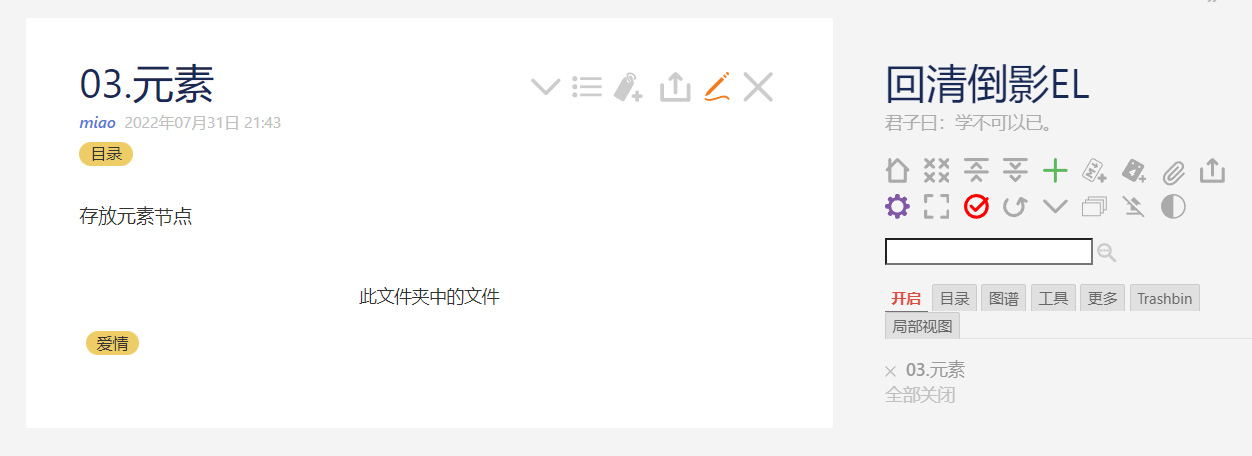 03.元素
miao 2022年07月31日 21:43
目录
存放元素节点
此文件夹中的文件
爱情
回清倒影EL
君子曰：学不可以已。
开启 目录 图谱 工具 更多 Trashbin
局部视图
× 03.元素
全部关闭